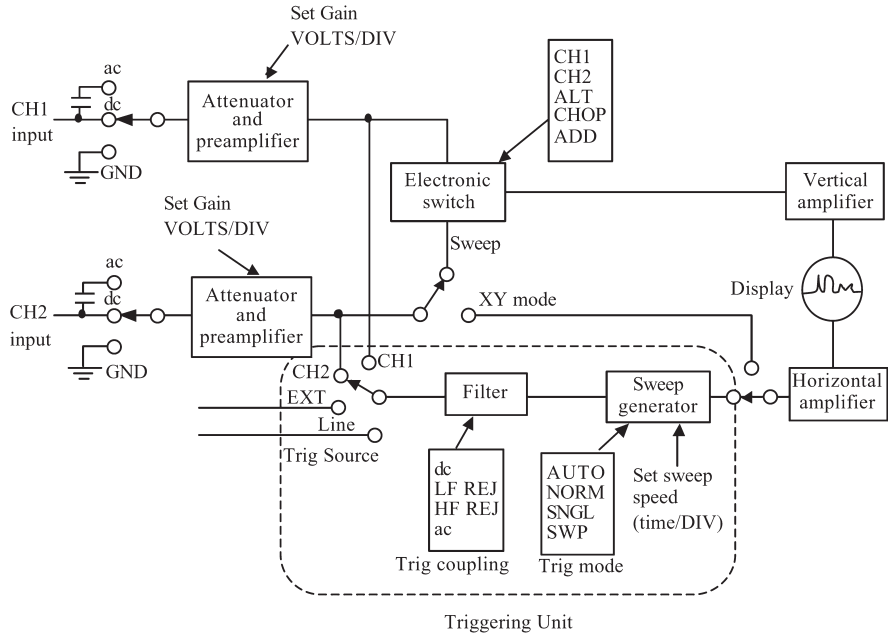 Set Gain
VOLTS/DIV
ac
CH1
input
dc
GND
Attenuator
and
preamplifier
CH1
CH2
ALT
CHOP
ADD
Electronic
switch
Vertical
amplifier
Set Gain
VOLTS/DIV
Sweep
ac
CH2
input
dc
GND
Attenuator
and
preamplifier
XY mode
Display
CH2
CH1
EXT
Line
Trig Source
Filter
Sweep
generator
Horizontal
amplifier
dc
LF REJ
HF REJ
ac
Trig coupling
AUTO
NORM
SNGL
SWP
Trig mode
Set sweep
speed
(time/DIV)
Triggering Unit